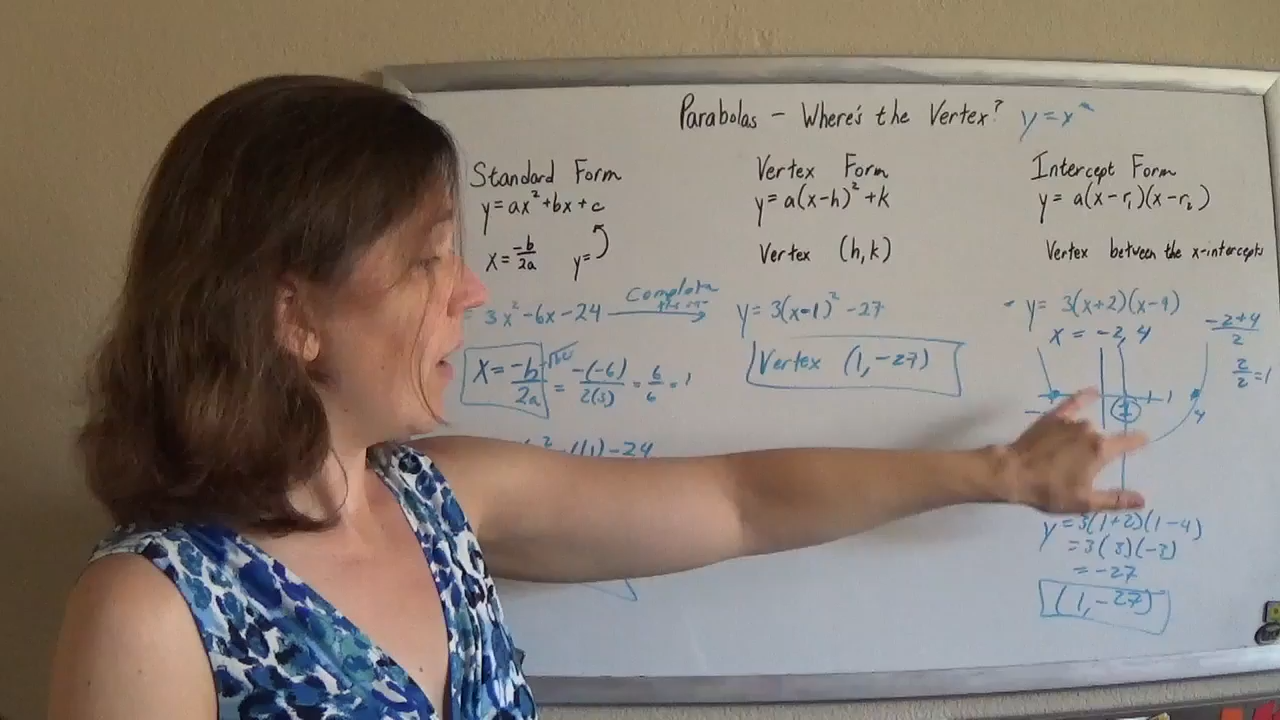 Parabolas – Where's the Vertex? y = x²
Standard Form
y = ax² + bx + c
x = -b/2a y =
= 3x² - 6x - 24 Complete
x = -b/2a = -(-6)/2(3) = 6/6 = 1
(1) - 24
Vertex Form
y = a(x-h)² + k
Vertex (h, k)
y = 3(x-1)² - 27
Vertex (1, -27)
Intercept Form
y = a(x-r₁)(x-r₂)
Vertex between the x-intercepts
y = 3(x+2)(x-4)
x = -2, 4
-2+4/2
2/2 = 1
1
4
y = 3(1+2)(1-4)
= 3(3)(-3)
= -27
(1, -27)